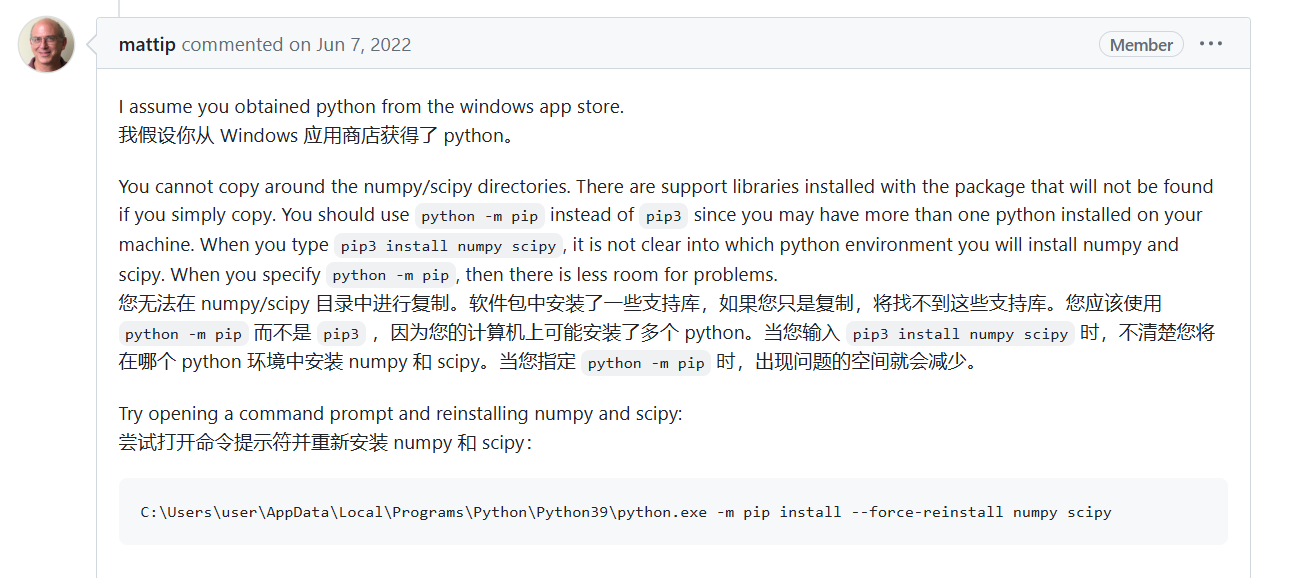 mattip commented on Jun 7, 2022
Member
I assume you obtained python from the windows app store.
我假设你从 Windows 应用商店获得了 python。
You cannot copy around the numpy/scipy directories. There are support libraries installed with the package that will not be found
if you simply copy. You should use python -m pip instead of pip3 since you may have more than one python installed on your
machine. When you type pip3 install numpy scipy, it is not clear into which python environment you will install numpy and
scipy. When you specify python -m pip, then there is less room for problems.
您无法在 numpy/scipy 目录中进行复制。软件包中安装了一些支持库，如果您只是复制，将找不到这些支持库。您应该使用
python -m pip 而不是 pip3 ，因为您的计算机上可能安装了多个 python。当您输入 pip3 install numpy scipy 时，不清楚您将
在哪个 python 环境中安装 numpy 和 scipy。当您指定 python -m pip 时，出现问题的空间就会减少。
Try opening a command prompt and reinstalling numpy and scipy:
尝试打开命令提示符并重新安装 numpy 和 scipy：
C:\Users\user\AppData\Local\Programs\Python\Python39\python.exe -m pip install --force-reinstall numpy scipy